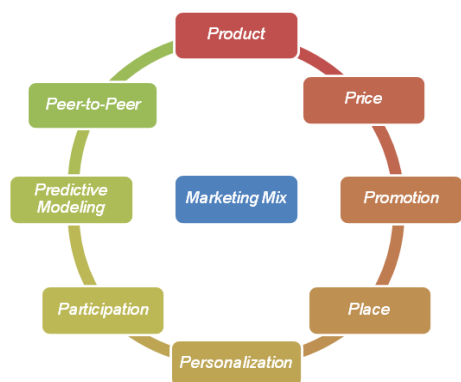 Product
Price
Promotion
Place
Personalization
Participation
Predictive
Modeling
Peer-to-Peer
Marketing Mix